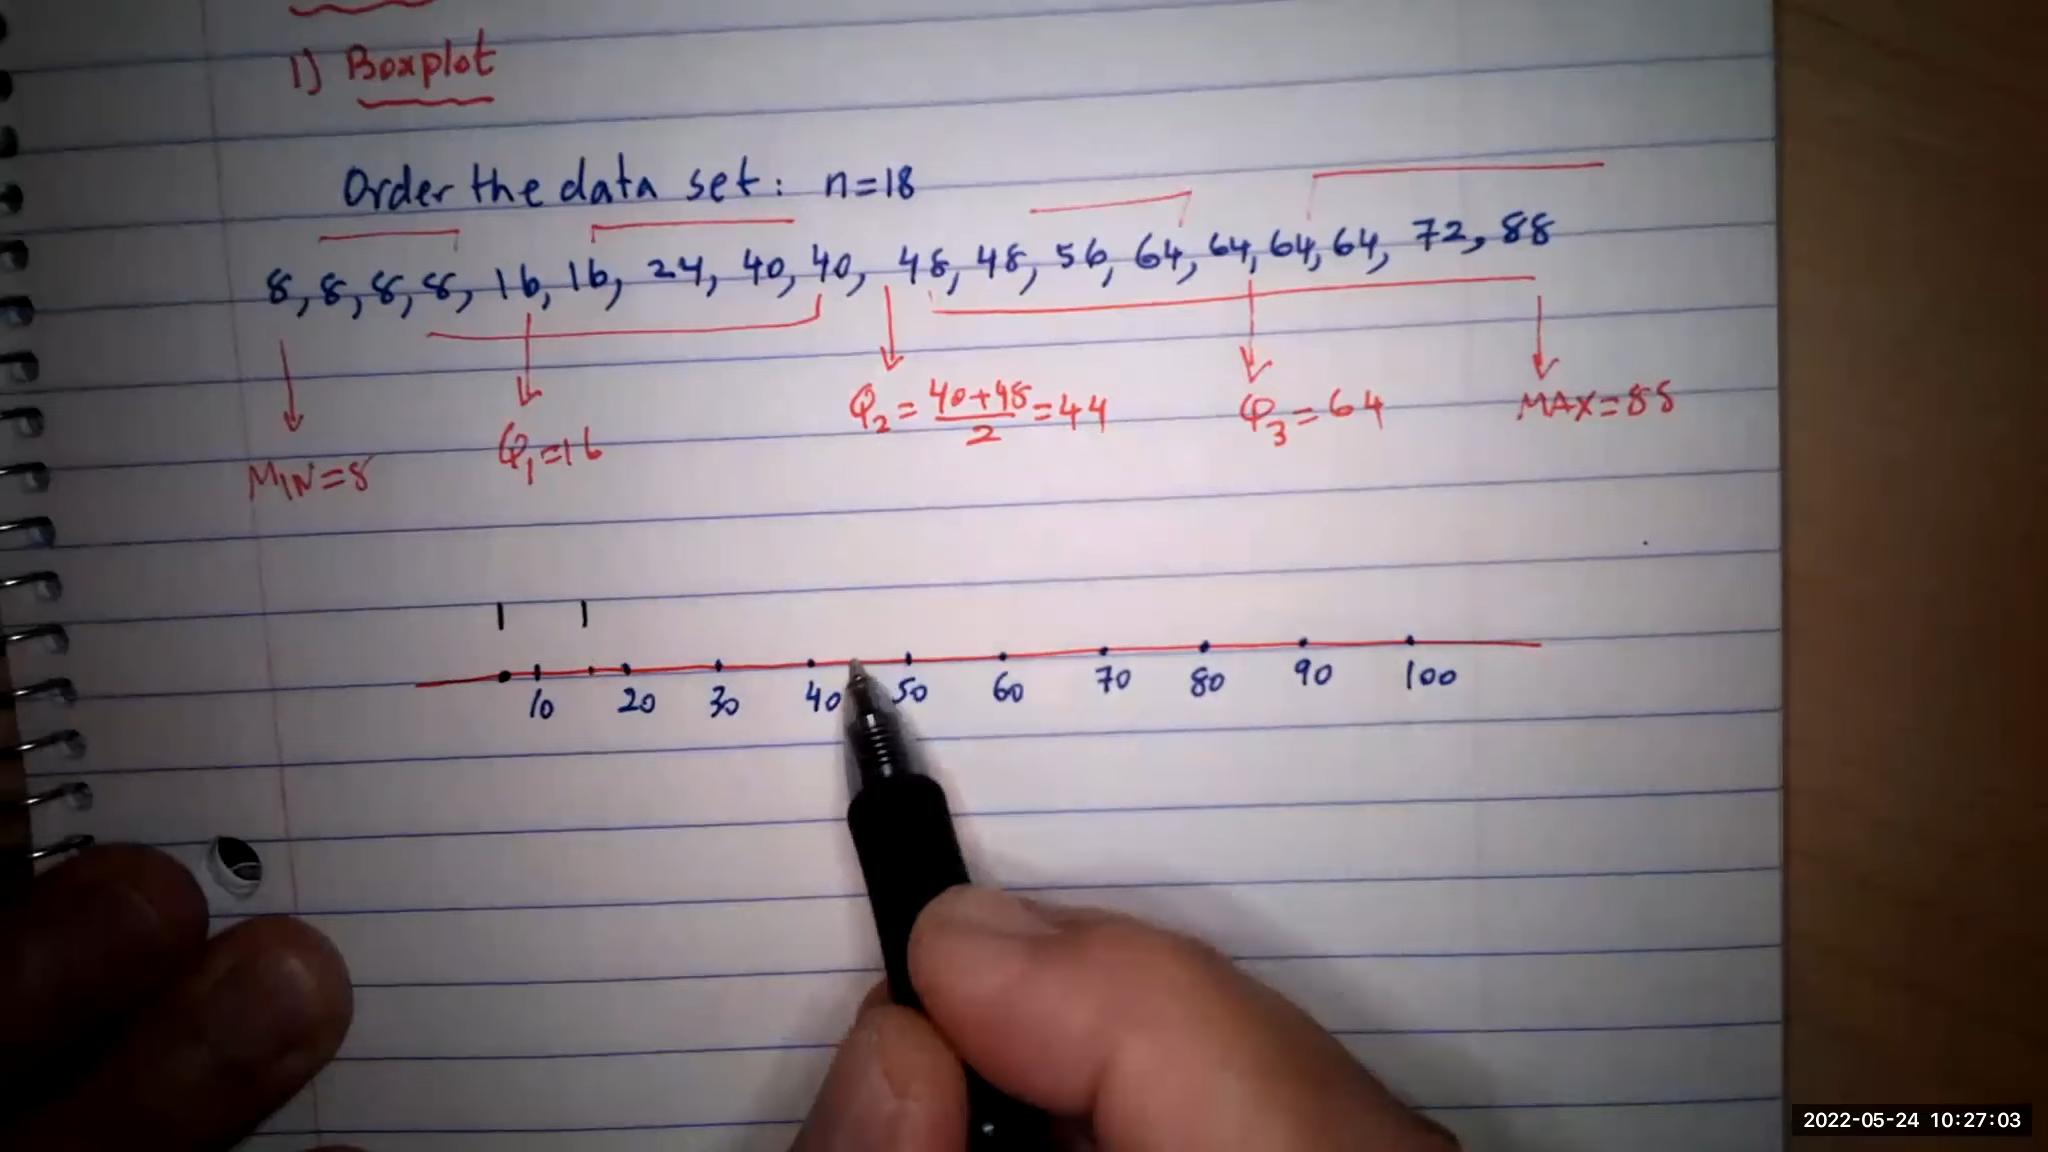 1) Boxplot
Order the data set: n=18
8, 8, 8, 8, 16, 16, 24, 40, 40, 48, 48, 56, 64, 64, 64, 64, 72, 88
MIN=8 Q₁=16 Q₂=(40+48)/2=44 Q₃=64 MAX=88
10 20 30 40 50 60 70 80 90 100
2022-05-24 10:27:03